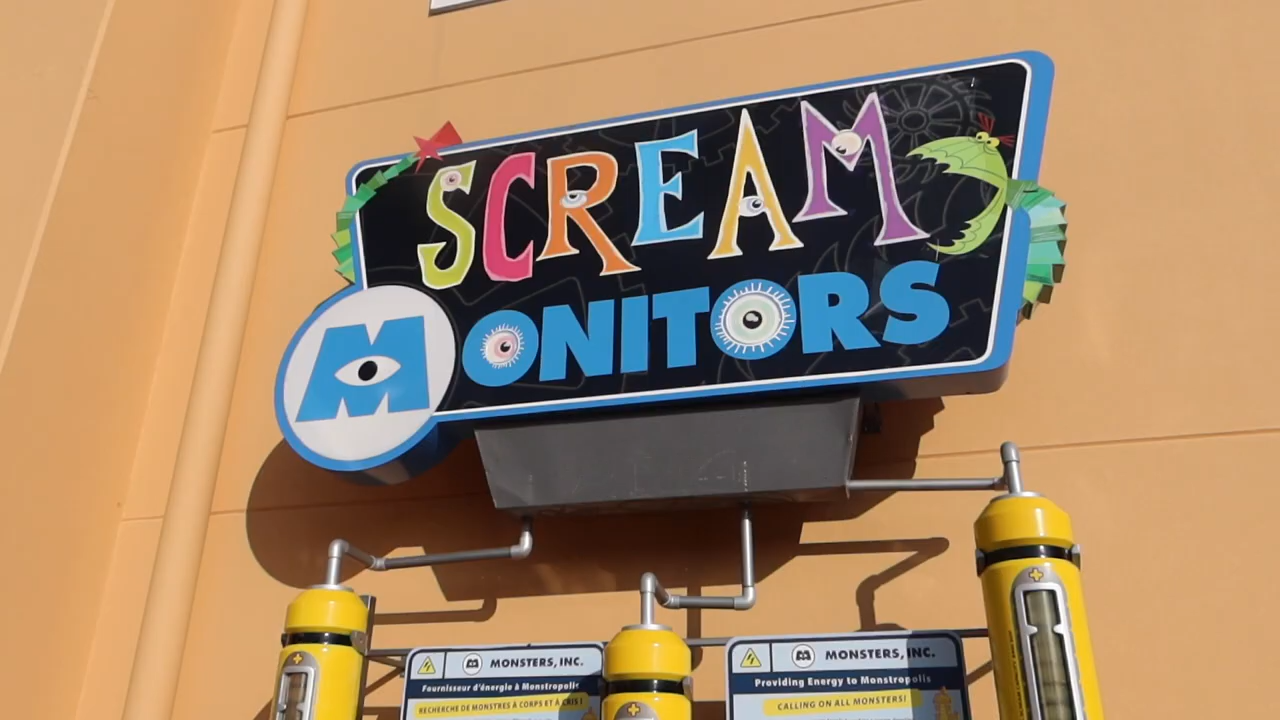 SCREAM
MONITORS
MONSTERS, INC.
Fournisseur d'énergie à Monstropolis
RECHERCHE DE MONSTRES À CORPS ET À CRIS !
MONSTERS, INC.
Providing Energy to Monstropolis
CALLING ON ALL MONSTERS!